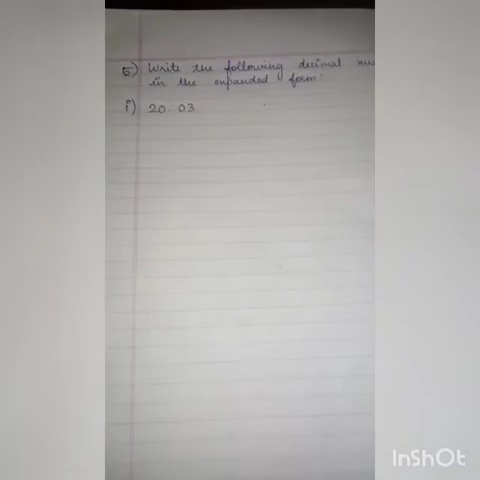 5) Write the following decimal
in the expanded form:
i) 20.03
InShOt